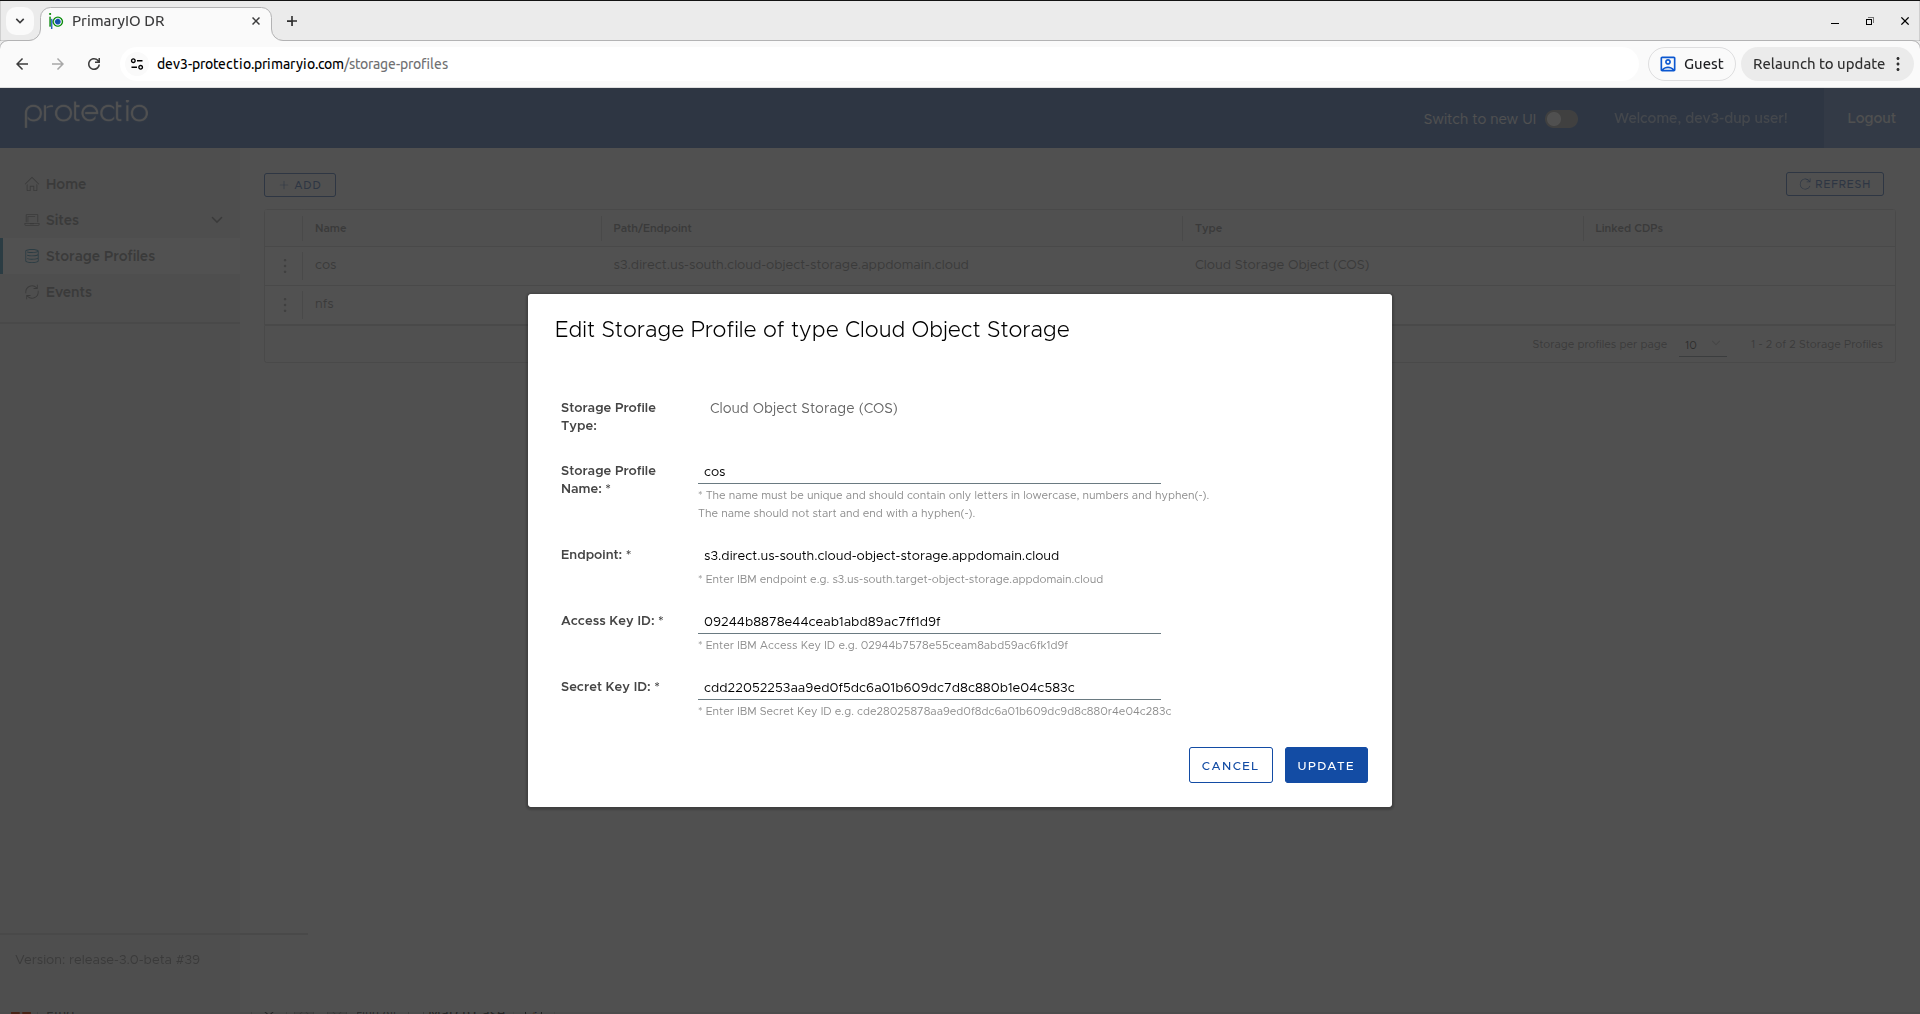 PrimaryIO DR
dev3-protectio.primaryio.com/storage-profiles
Guest
Relaunch to update
protectio
Switch to new UI
Welcome, dev3-dup user!
Logout
Home
Sites
Storage Profiles
Events
+ ADD
REFRESH
Name Path/Endpoint Type Linked CDPs
cos s3.direct.us-south.cloud-object-storage.appdomain.cloud Cloud Storage Object (COS)
nfs
Storage profiles per page 10 1 - 2 of 2 Storage Profiles
Edit Storage Profile of type Cloud Object Storage
Storage Profile
Type:
Cloud Object Storage (COS)
Storage Profile
Name: *
cos
* The name must be unique and should contain only letters in lowercase, numbers and hyphen(-).
The name should not start and end with a hyphen(-).
Endpoint: *
s3.direct.us-south.cloud-object-storage.appdomain.cloud
* Enter IBM endpoint e.g. s3.us-south.target-object-storage.appdomain.cloud
Access Key ID: *
09244b8878e44ceab1abd89ac7ff1d9f
* Enter IBM Access Key ID e.g. 02944b7578e55ceam8abd59ac6fk1d9f
Secret Key ID: *
cdd22052253aa9ed0f5dc6a01b609dc7d8c880b1e04c583c
* Enter IBM Secret Key ID e.g. cde28025878aa9ed0f8dc6a01b609dc9d8c880r4e04c283c
CANCEL
UPDATE
Version: release-3.0-beta #39